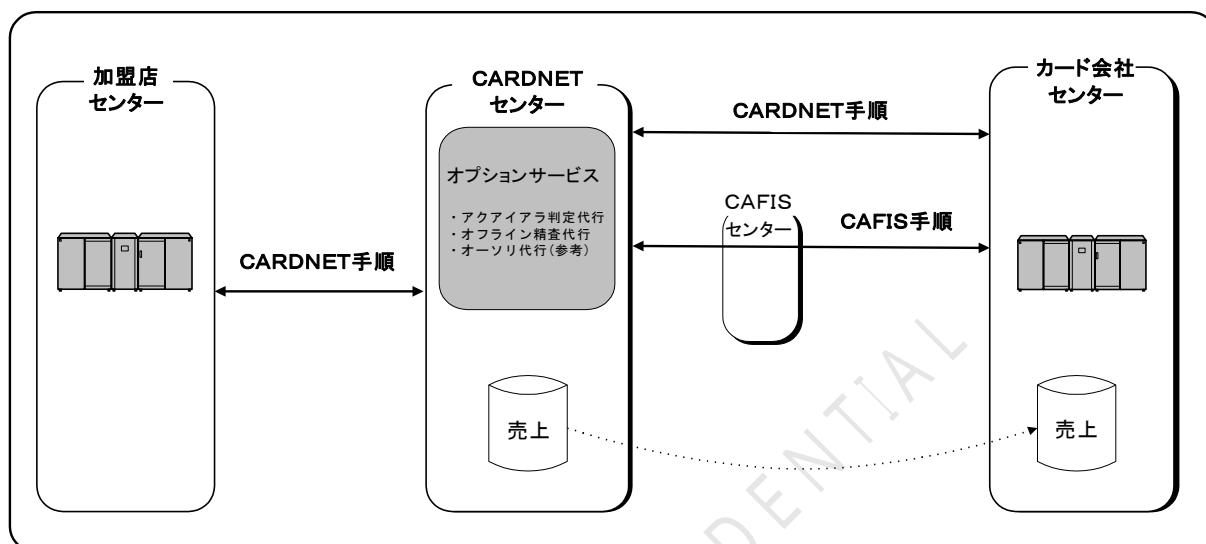 加盟店
センター
CARDNET
センター
カード会社
センター
オプションサービス
・アクアイアラ判定代行
・オフライン精査代行
・オーソリ代行(参考)
CARDNET手順
CARDNET手順
CAFIS
センター
CAFIS手順
売上
売上
DENTIAL